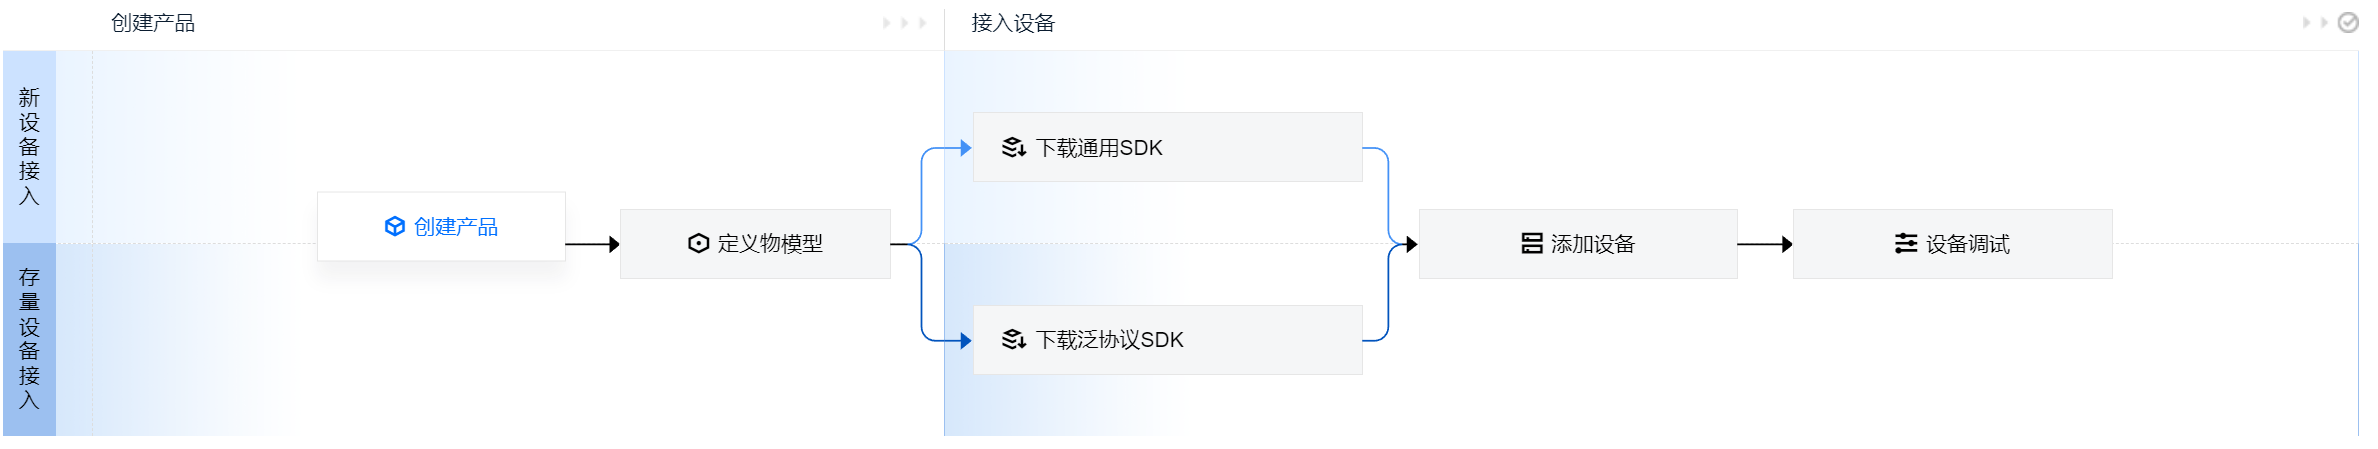 创建产品
接入设备
新设备接入
存量设备接入
创建产品
定义物模型
下载通用SDK
下载泛协议SDK
添加设备
设备调试